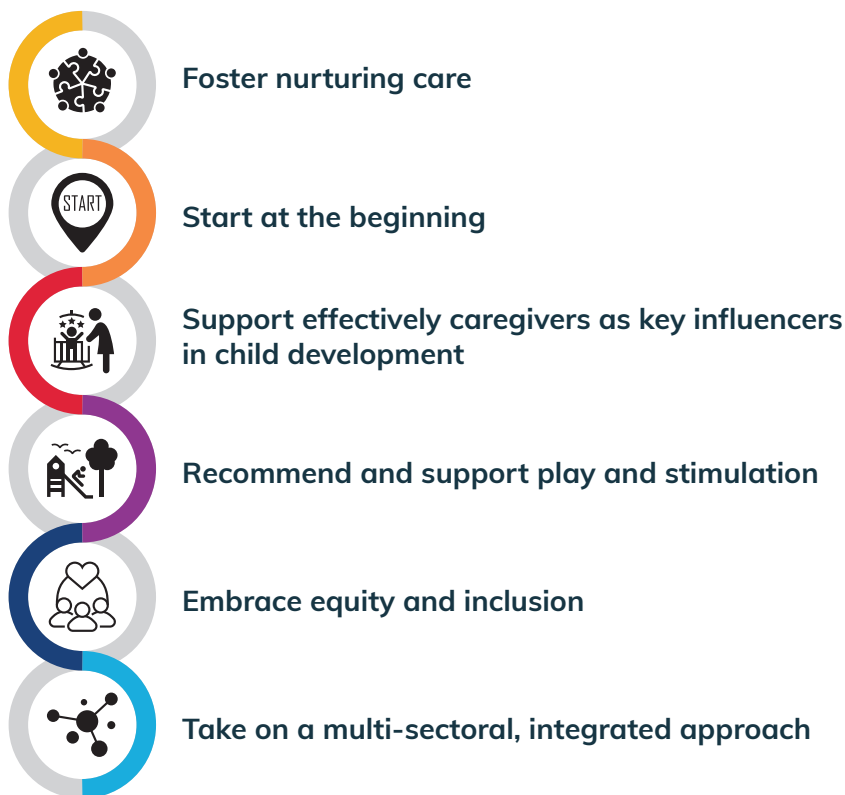 Foster nurturing care
START
Start at the beginning
Support effectively caregivers as key influencers
in child development
Recommend and support play and stimulation
Embrace equity and inclusion
Take on a multi-sectoral, integrated approach